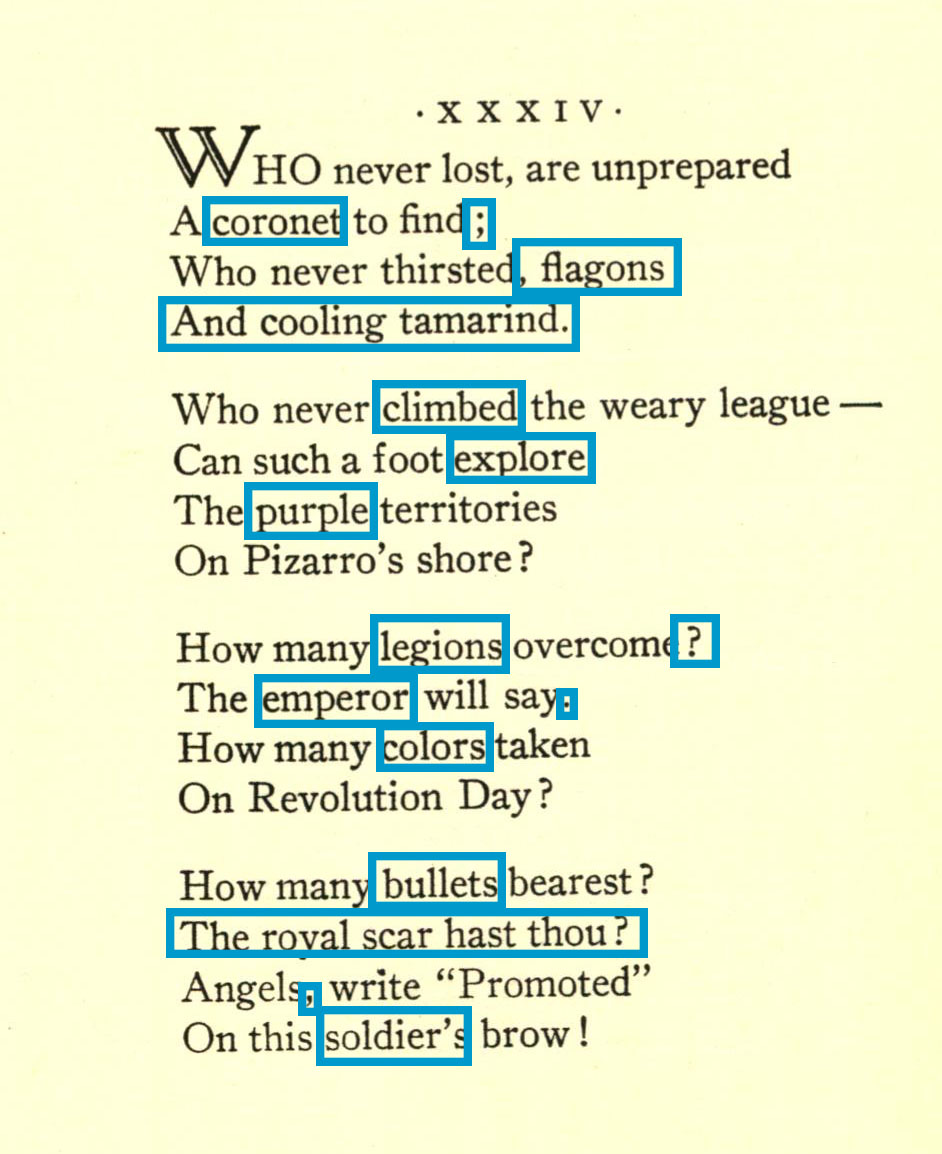 · X X X I V ·
WHO never lost, are unprepared
A coronet to find ;
Who never thirsted, flagons
And cooling tamarind.
Who never climbed the weary league —
Can such a foot explore
The purple territories
On Pizarro's shore?
How many legions overcome ?
The emperor will say.
How many colors taken
On Revolution Day?
How many bullets bearest?
The royal scar hast thou?
Angels, write “Promoted”
On this soldier's brow!